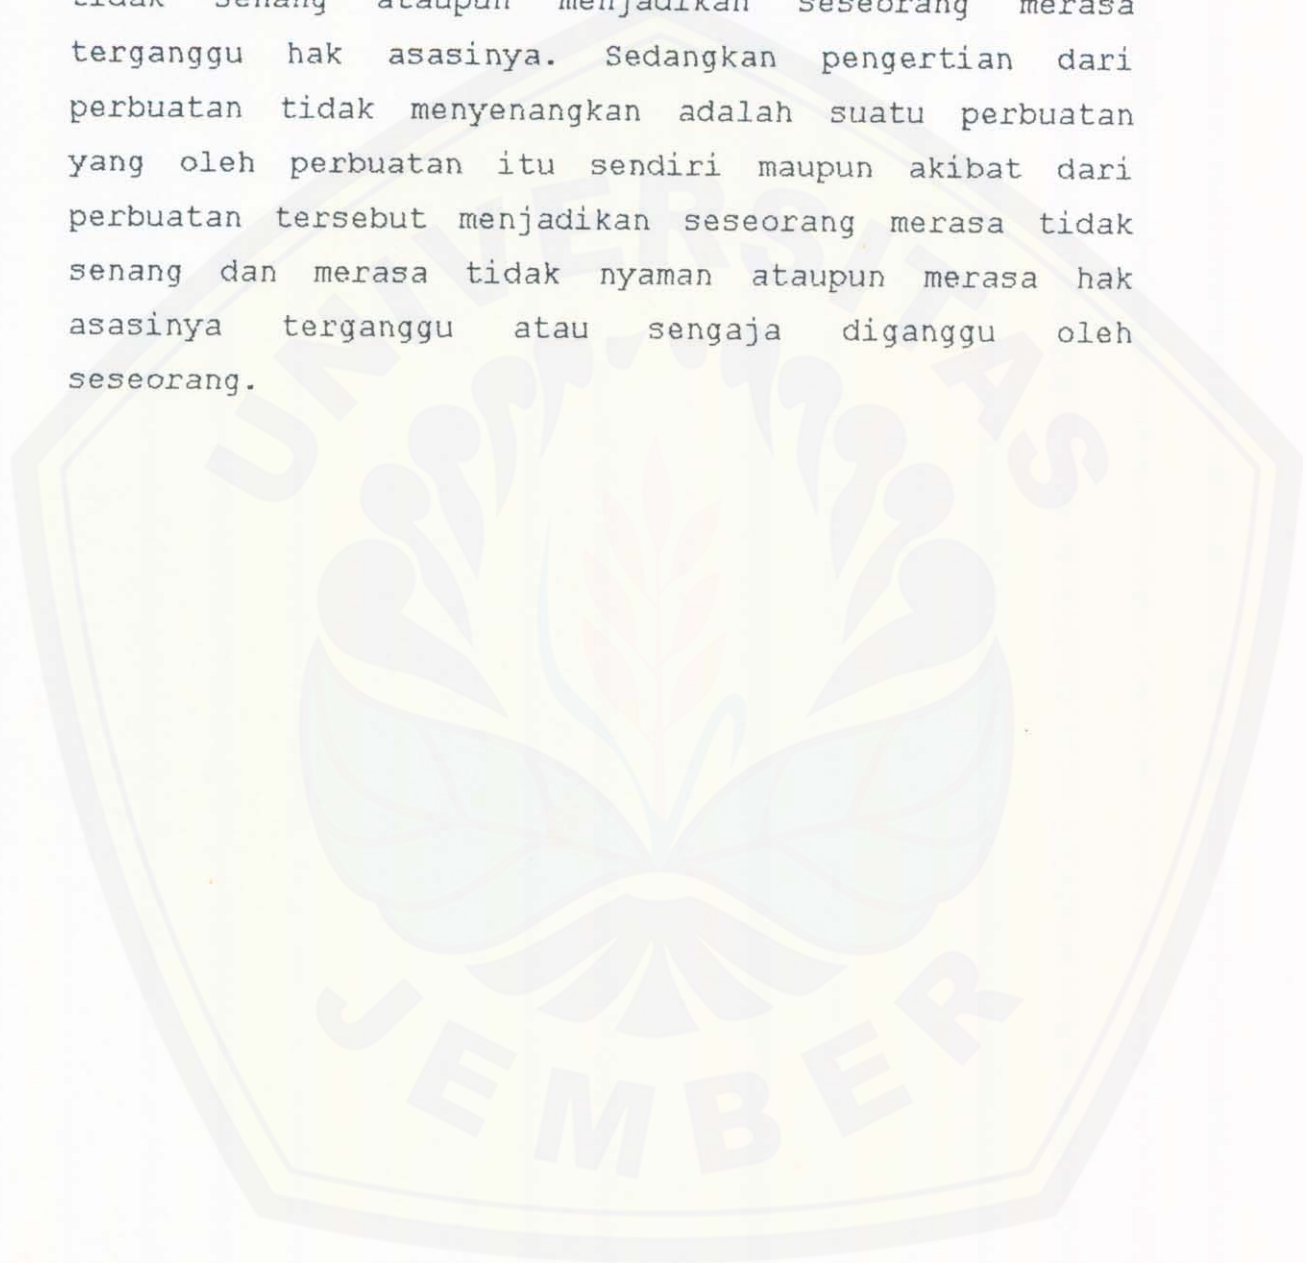 tidak senang ataupun menjadikan seseorang merasa
terganggu hak asasinya. Sedangkan pengertian dari
perbuatan tidak menyenangkan adalah suatu perbuatan
yang oleh perbuatan itu sendiri maupun akibat dari
perbuatan tersebut menjadikan seseorang merasa tidak
senang dan merasa tidak nyaman ataupun merasa hak
asasinya terganggu atau sengaja diganggu oleh
seseorang.
UNIVERSITAS
JEMBER